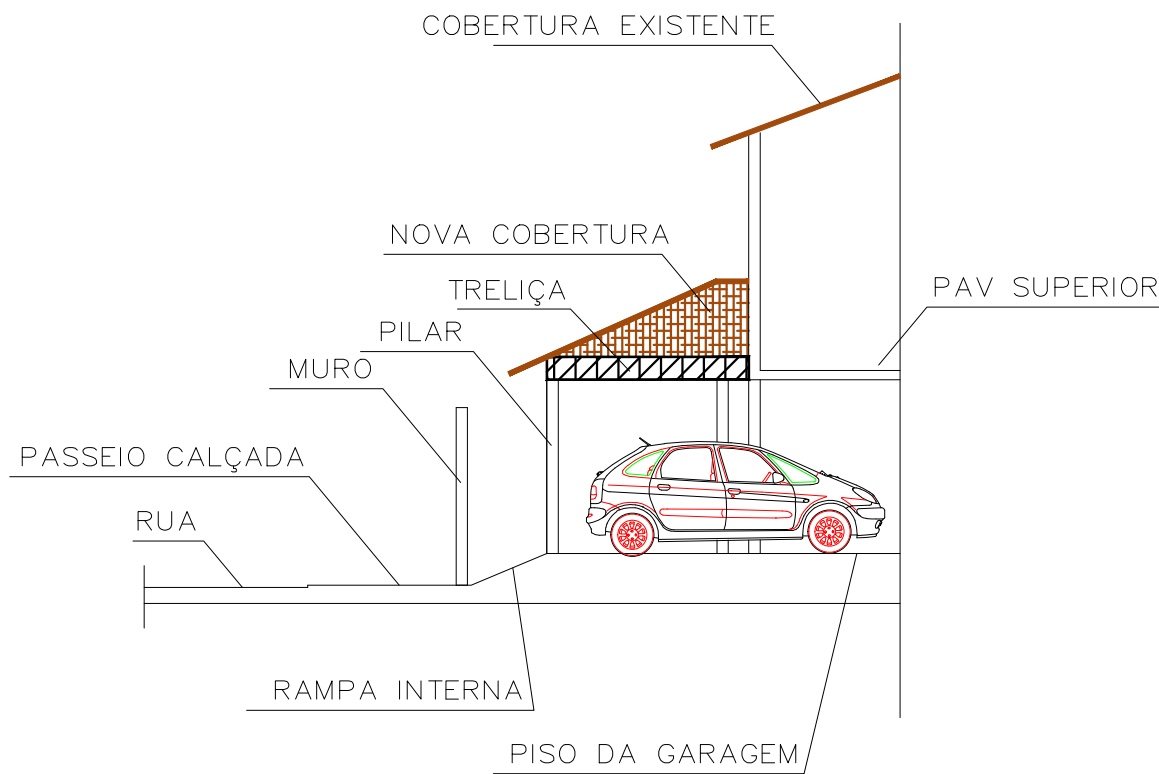 COBERTURA EXISTENTE
NOVA COBERTURA
TRELIÇA
PAV SUPERIOR
PILAR
MURO
PASSEIO CALÇADA
RUA
RAMPA INTERNA
PISO DA GARAGEM